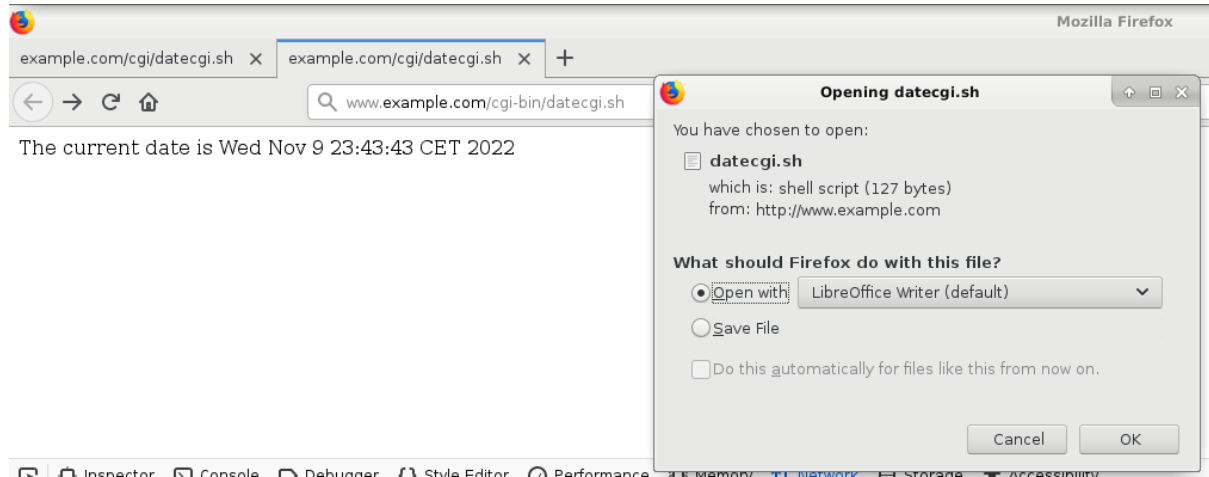 Mozilla Firefox
example.com/cgi/datecgi.sh × example.com/cgi/datecgi.sh × +
www.example.com/cgi-bin/datecgi.sh
The current date is Wed Nov 9 23:43:43 CET 2022
Opening datecgi.sh
You have chosen to open:
datecgi.sh
which is: shell script (127 bytes)
from: http://www.example.com
What should Firefox do with this file?
Open with LibreOffice Writer (default)
Save File
Do this automatically for files like this from now on.
Cancel OK
Inspector Console Debugger {} Style Editor Performance Memory Network Storage Accessibility